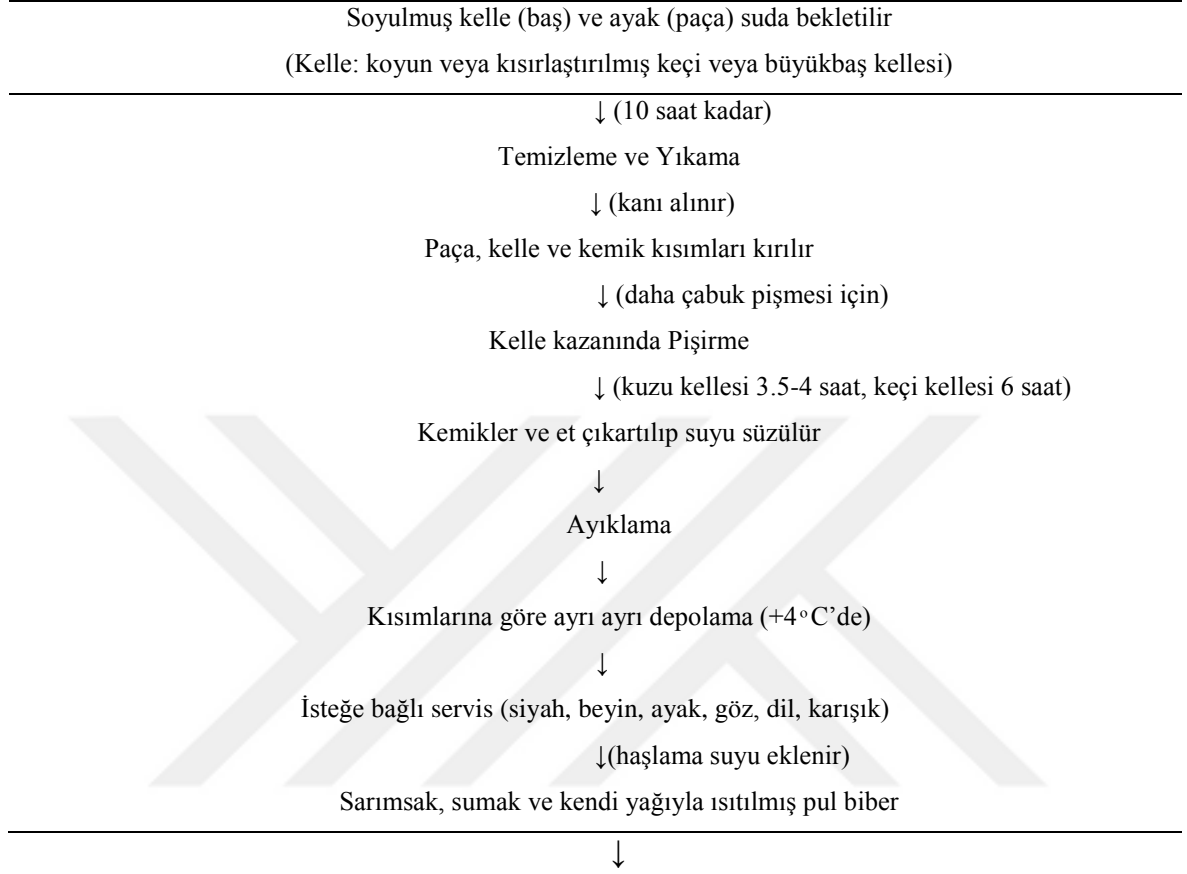 Soyulmuş kelle (baş) ve ayak (paça) suda bekletilir
(Kelle: koyun veya kısırlaştırılmış keçi veya büyükbaş kellesi)
↓ (10 saat kadar)
Temizleme ve Yıkama
↓ (kanı alınır)
Paça, kelle ve kemik kısımları kırılır
↓ (daha çabuk pişmesi için)
Kelle kazanında Pişirme
↓ (kuzu kellesi 3.5-4 saat, keçi kellesi 6 saat)
Kemikler ve et çıkartılıp suyu süzülür
↓
Ayıklama
↓
Kısımlarına göre ayrı ayrı depolama (+4 °C’de)
↓
İsteğe bağlı servis (siyah, beyin, ayak, göz, dil, karışık)
↓(haşlama suyu eklenir)
Sarımsak, sumak ve kendi yağıyla ısıtılmış pul biber
↓